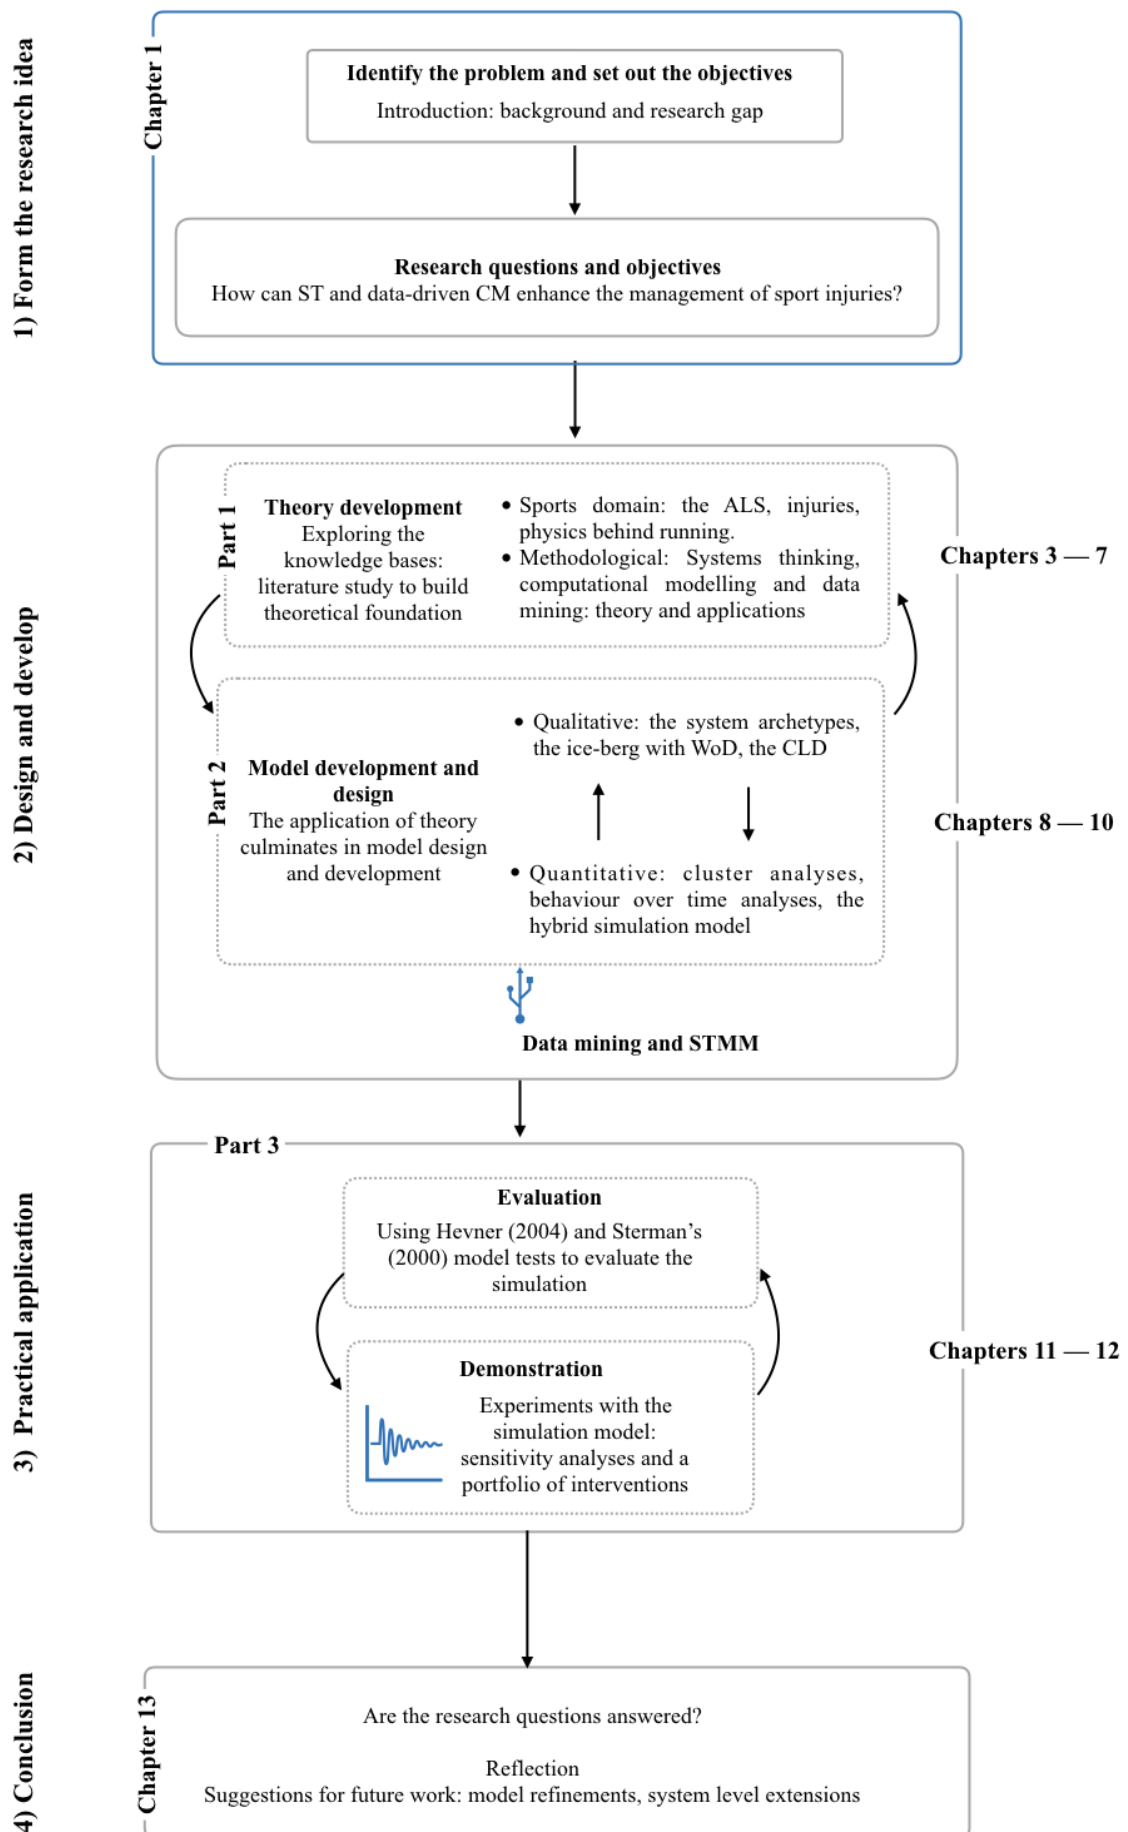 1) Form the research idea
Chapter 1
Identify the problem and set out the objectives
Introduction: background and research gap
Research questions and objectives
How can ST and data-driven CM enhance the management of sport injuries?
2) Design and develop
Part 1
Theory development
Exploring the
knowledge bases:
literature study to build
theoretical foundation
• Sports domain: the ALS, injuries,
physics behind running.
• Methodological: Systems thinking,
computational modelling and data
mining: theory and applications
Chapters 3 — 7
Part 2
Model development and
design
The application of theory
culminates in model design
and development
• Qualitative: the system archetypes,
the ice-berg with WoD, the CLD
• Quantitative: cluster analyses,
behaviour over time analyses, the
hybrid simulation model
Chapters 8 — 10
Data mining and STMM
3) Practical application
Part 3
Evaluation
Using Hevner (2004) and Sterman’s
(2000) model tests to evaluate the
simulation
Demonstration
Experiments with the
simulation model:
sensitivity analyses and a
portfolio of interventions
Chapters 11 — 12
4) Conclusion
Chapter 13
Are the research questions answered?
Reflection
Suggestions for future work: model refinements, system level extensions